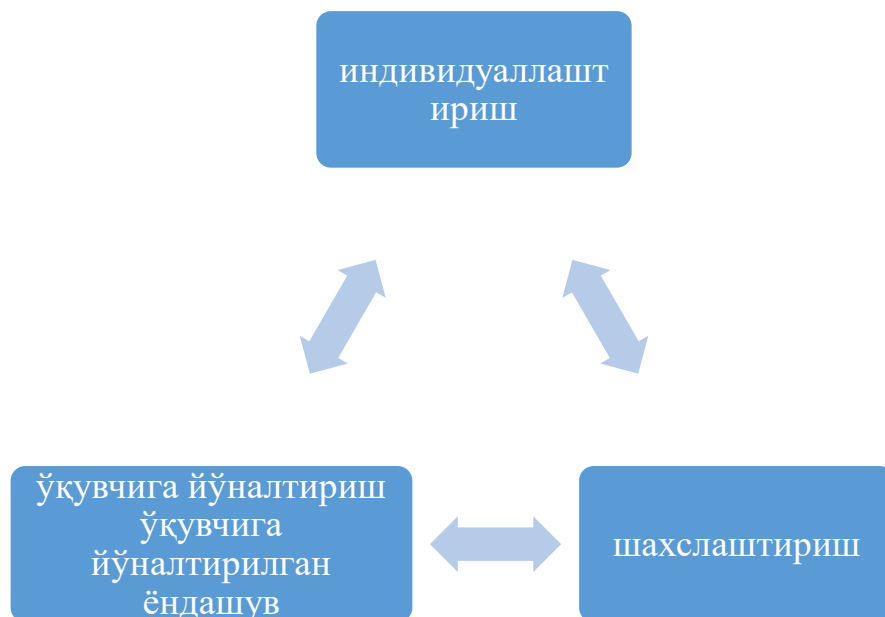 индивидуаллашт
ириш
ўқувчига йўналтириш
ўқувчига
йўналтирилган
ёндашув
шахслаштириш